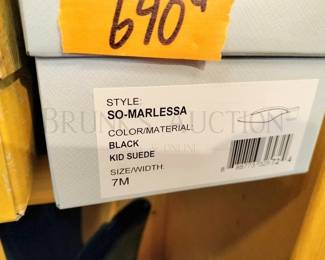 690
STYLE:
SO-MARLESSA
COLOR/MATERIAL:
BLACK
KID SUEDE
SIZE/WIDTH:
7M